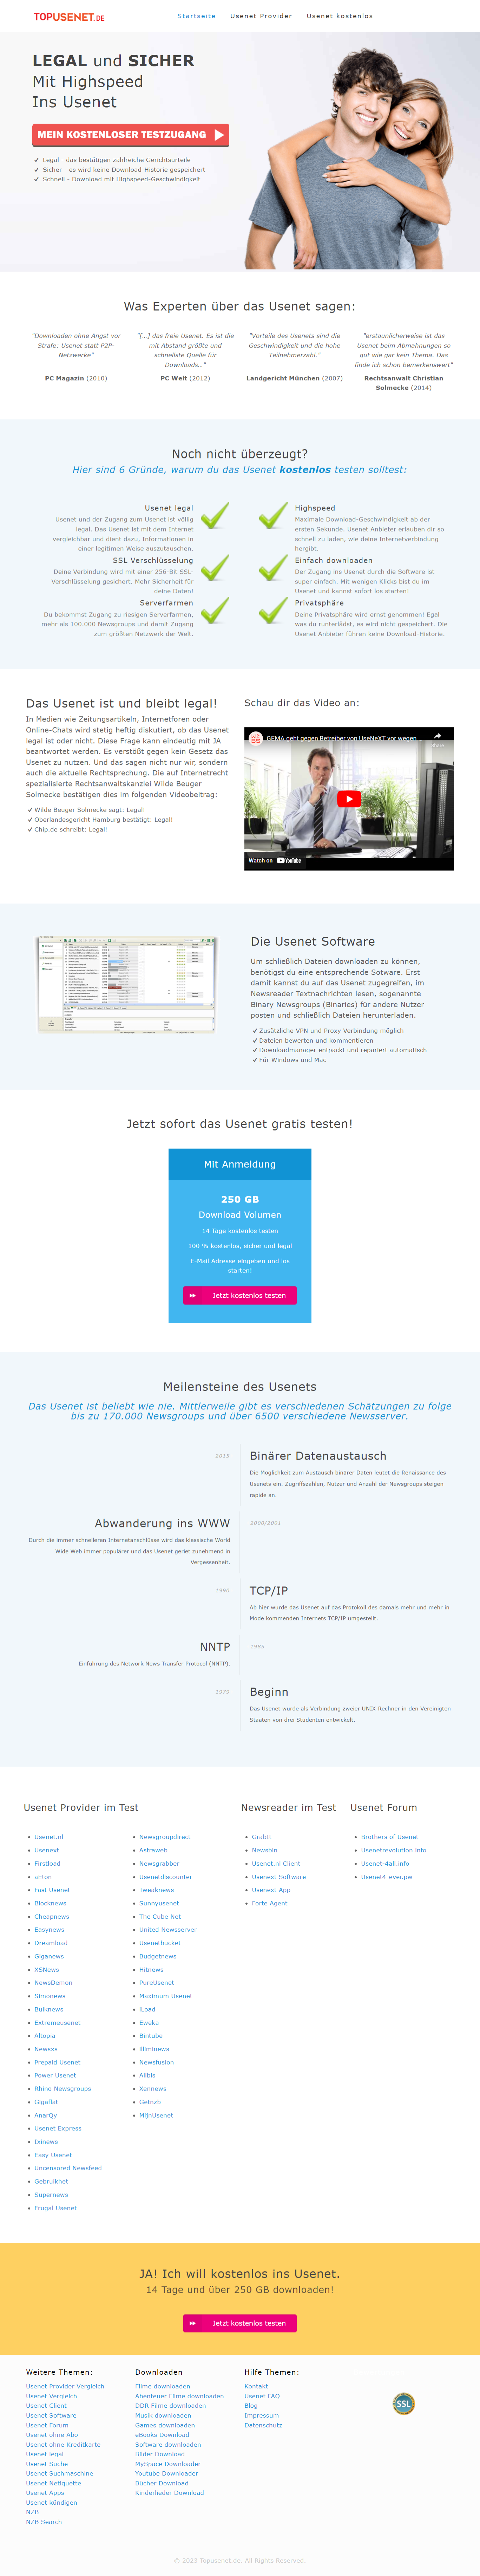 TOPUSENET.DE
Startseite Usenet Provider Usenet kostenlos
LEGAL und SICHER
Mit Highspeed
Ins Usenet
MEIN KOSTENLOSER TESTZUGANG
Legal - das bestätigen zahlreiche Gerichtsurteile
Sicher - es wird keine Download-Historie gespeichert
Schnell - Download mit Highspeed-Geschwindigkeit
Was Experten über das Usenet sagen:
"Downloaden ohne Angst vor
Strafe: Usenet statt P2P-
Netzwerke"
PC Magazin (2010)
"[...] das freie Usenet. Es ist die
mit Abstand größte und
schnellste Quelle für
Downloads..."
PC Welt (2012)
"Vorteile des Usenets sind die
Geschwindigkeit und die hohe
Teilnehmerzahl."
Landgericht München (2007)
"erstaunlicherweise ist das
Usenet beim Abmahnungen so
gut wie gar kein Thema. Das
finde ich schon bemerkenswert"
Rechtsanwalt Christian
Solmecke (2014)
Noch nicht überzeugt?
Hier sind 6 Gründe, warum du das Usenet kostenlos testen solltest:
Usenet legal
Usenet und der Zugang zum Usenet ist völlig
legal. Das Usenet ist mit dem Internet
vergleichbar und dient dazu, Informationen in
einer legitimen Weise auszutauschen.
SSL Verschlüsselung
Deine Verbindung wird mit einer 256-Bit SSL-
Verschlüsselung gesichert. Mehr Sicherheit für
deine Daten!
Serverfarmen
Du bekommst Zugang zu riesigen Serverfarmen,
mehr als 100.000 Newsgroups und damit Zugang
zum größten Netzwerk der Welt.
Highspeed
Maximale Download-Geschwindigkeit ab der
ersten Sekunde. Usenet Anbieter erlauben dir so
schnell zu laden, wie deine Internetverbindung
hergibt.
Einfach downloaden
Der Zugang ins Usenet durch die Software ist
super einfach. Mit wenigen Klicks bist du im
Usenet und kannst sofort los starten!
Privatsphäre
Deine Privatsphäre wird ernst genommen! Egal
was du runterlädst, es wird nicht gespeichert. Die
Usenet Anbieter führen keine Download-Historie.
Das Usenet ist und bleibt legal!
In Medien wie Zeitungsartikeln, Internetforen oder
Online-Chats wird stetig heftig diskutiert, ob das Usenet
legal ist oder nicht. Diese Frage kann eindeutig mit JA
beantwortet werden. Es verstößt gegen kein Gesetz das
Usenet zu nutzen. Und das sagen nicht nur wir, sondern
auch die aktuelle Rechtsprechung. Die auf Internetrecht
spezialisierte Rechtsanwaltskanzlei Wilde Beuger
Solmecke bestätigen dies im folgenden Videobeitrag:
Wilde Beuger Solmecke sagt: Legal!
Oberlandesgericht Hamburg bestätigt: Legal!
Chip.de schreibt: Legal!
Schau dir das Video an:
GEMA geht gegen Betreiber von UseNeXT vor wegen
Watch on YouTube
Die Usenet Software
Um schließlich Dateien downloaden zu können,
benötigst du eine entsprechende Sotware. Erst
damit kannst du auf das Usenet zugegreifen, im
Newsreader Textnachrichten lesen, sogenannte
Binary Newsgroups (Binaries) für andere Nutzer
posten und schließlich Dateien herunterladen.
Zusätzliche VPN und Proxy Verbindung möglich
Dateien bewerten und kommentieren
Downloadmanager entpackt und repariert automatisch
Für Windows und Mac
Jetzt sofort das Usenet gratis testen!
Mit Anmeldung
250 GB
Download Volumen
14 Tage kostenlos testen
100 % kostenlos, sicher und legal
E-Mail Adresse eingeben und los
starten!
Jetzt kostenlos testen
Meilensteine des Usenets
Das Usenet ist beliebt wie nie. Mittlerweile gibt es verschiedenen Schätzungen zu folge
bis zu 170.000 Newsgroups und über 6500 verschiedene Newsserver.
2015
Binärer Datenaustausch
Die Möglichkeit zum Austausch binärer Daten leutet die Renaissance des
Usenets ein. Zugriffszahlen, Nutzer und Anzahl der Newsgroups steigen
rapide an.
Abwanderung ins WWW
2000/2001
Durch die immer schnelleren Internetanschlüsse wird das klassische World
Wide Web immer populärer und das Usenet geriet zunehmend in
Vergessenheit.
1990
TCP/IP
Ab hier wurde das Usenet auf das Protokoll des damals mehr und mehr in
Mode kommenden Internets TCP/IP umgestellt.
NNTP
1985
Einführung des Network News Transfer Protocol (NNTP).
1979
Beginn
Das Usenet wurde als Verbindung zweier UNIX-Rechner in den Vereinigten
Staaten von drei Studenten entwickelt.
Usenet Provider im Test
Usenet.nl
Usenext
Firstload
aEton
Fast Usenet
Blocknews
Cheapnews
Easynews
Dreamload
Giganews
XSNews
NewsDemon
Simonews
Bulknews
Extremeusenet
Altopia
Newsxs
Prepaid Usenet
Power Usenet
Rhino Newsgroups
Gigaflat
AnarQy
Usenet Express
Ixinews
Easy Usenet
Uncensored Newsfeed
Gebruikhet
Supernews
Frugal Usenet
Newsgroupdirect
Astraweb
Newsgrabber
Usenetdiscounter
Tweaknews
Sunnyusenet
The Cube Net
United Newsserver
Usenetbucket
Budgetnews
Hitnews
PureUsenet
Maximum Usenet
iLoad
Eweka
Bintube
Illiminews
Newsfusion
Alibis
Xennews
Getnzb
MijnUsenet
Newsreader im Test
GrabIt
Newsbin
Usenet.nl Client
Usenext Software
Usenext App
Forte Agent
Usenet Forum
Brothers of Usenet
Usenetrevolution.info
Usenet-4all.info
Usenet4-ever.pw
JA! Ich will kostenlos ins Usenet.
14 Tage und über 250 GB downloaden!
Jetzt kostenlos testen
Weitere Themen:
Usenet Provider Vergleich
Usenet Vergleich
Usenet Client
Usenet Software
Usenet Forum
Usenet ohne Abo
Usenet ohne Kreditkarte
Usenet legal
Usenet Suche
Usenet Suchmaschine
Usenet Netiquette
Usenet Apps
Usenet kündigen
NZB
NZB Search
Downloaden
Filme downloaden
Abenteuer Filme downloaden
DDR Filme downloaden
Musik downloaden
Games downloaden
eBooks Download
Software downloaden
Bilder Download
MySpace Downloader
Youtube Downloader
Bücher Download
Kinderlieder Download
Hilfe Themen:
Kontakt
Usenet FAQ
Blog
Impressum
Datenschutz
SSL
© 2022 Topusenet.de. All Rights Reserved.